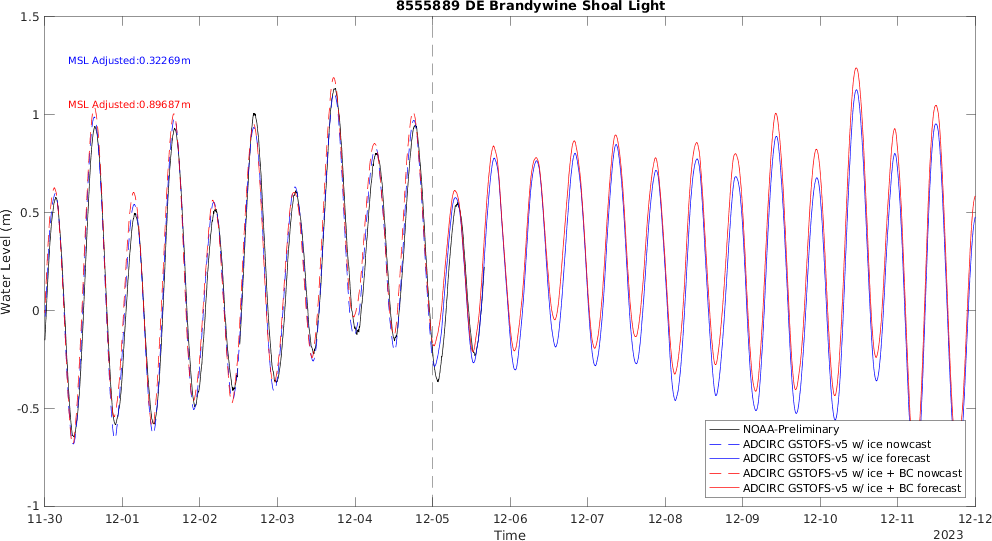 8555889 DE Brandywine Shoal Light
1.5
1
0.5
0
-0.5
-1
Water Level (m)
MSL Adjusted:0.32269m
MSL Adjusted:0.89687m
NOAA-Preliminary
ADCIRC GSTOFS-v5 w/ ice nowcast
ADCIRC GSTOFS-v5 w/ ice forecast
ADCIRC GSTOFS-v5 w/ ice + BC nowcast
ADCIRC GSTOFS-v5 w/ ice + BC forecast
11-30 12-01 12-02 12-03 12-04 12-05 12-06 12-07 12-08 12-09 12-10 12-11 12-12
Time
2023